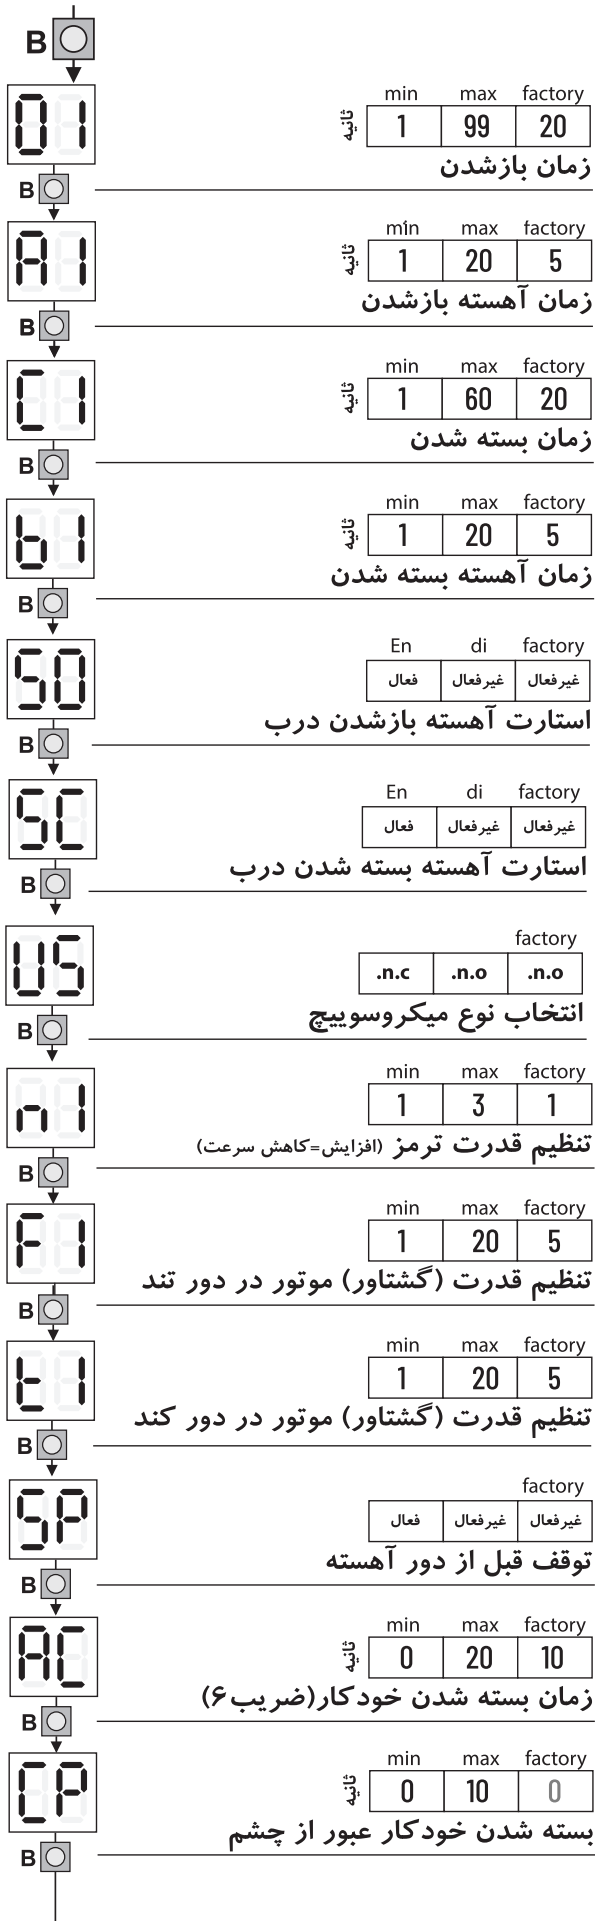 B
01
min max factory
ثانیه 1 99 20
زمان بازشدن
B
A1
min max factory
ثانیه 1 20 5
زمان آهسته بازشدن
B
C1
min max factory
ثانیه 1 60 20
زمان بسته شدن
B
b1
min max factory
ثانیه 1 20 5
زمان آهسته بسته شدن
B
SO
En di factory
فعال غیرفعال غیرفعال
استارت آهسته بازشدن درب
B
SC
En di factory
فعال غیرفعال غیرفعال
استارت آهسته بسته شدن درب
B
US
factory
.n.c .n.o .n.o
انتخاب نوع میکروسوییچ
B
n1
min max factory
1 3 1
تنظیم قدرت ترمز (افزایش=کاهش سرعت)
B
F1
min max factory
1 20 5
تنظیم قدرت (گشتاور) موتور در دور تند
B
t1
min max factory
1 20 5
تنظیم قدرت (گشتاور) موتور در دور کند
B
SP
factory
فعال غیرفعال غیرفعال
توقف قبل از دور آهسته
B
AC
min max factory
ثانیه 0 20 10
زمان بسته شدن خودکار(ضریب۶)
B
CP
min max factory
ثانیه 0 10 0
بسته شدن خودکار عبور از چشم
B